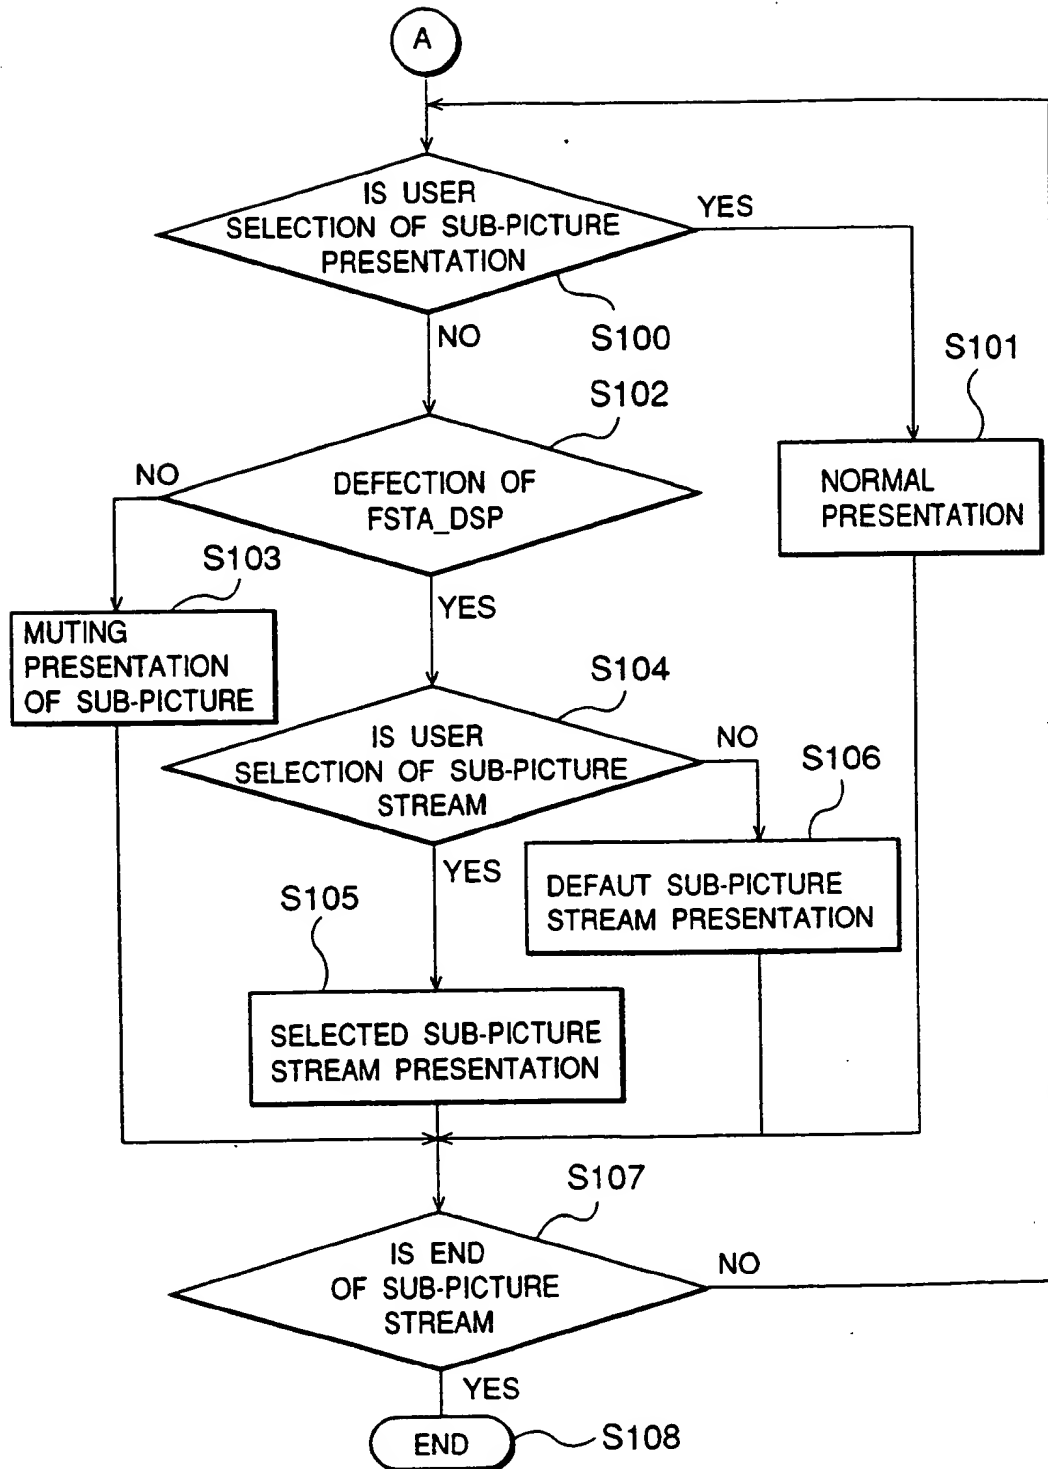 A
IS USER
SELECTION OF SUB-PICTURE
PRESENTATION
YES
NO
S100
S101
S102
NORMAL
PRESENTATION
NO
DEFECTION OF
FSTA_DSP
S103
YES
MUTING
PRESENTATION
OF SUB-PICTURE
S104
IS USER
SELECTION OF SUB-PICTURE
STREAM
NO
S106
YES
DEFAUT SUB-PICTURE
STREAM PRESENTATION
S105
SELECTED SUB-PICTURE
STREAM PRESENTATION
S107
IS END
OF SUB-PICTURE
STREAM
NO
YES
END
S108